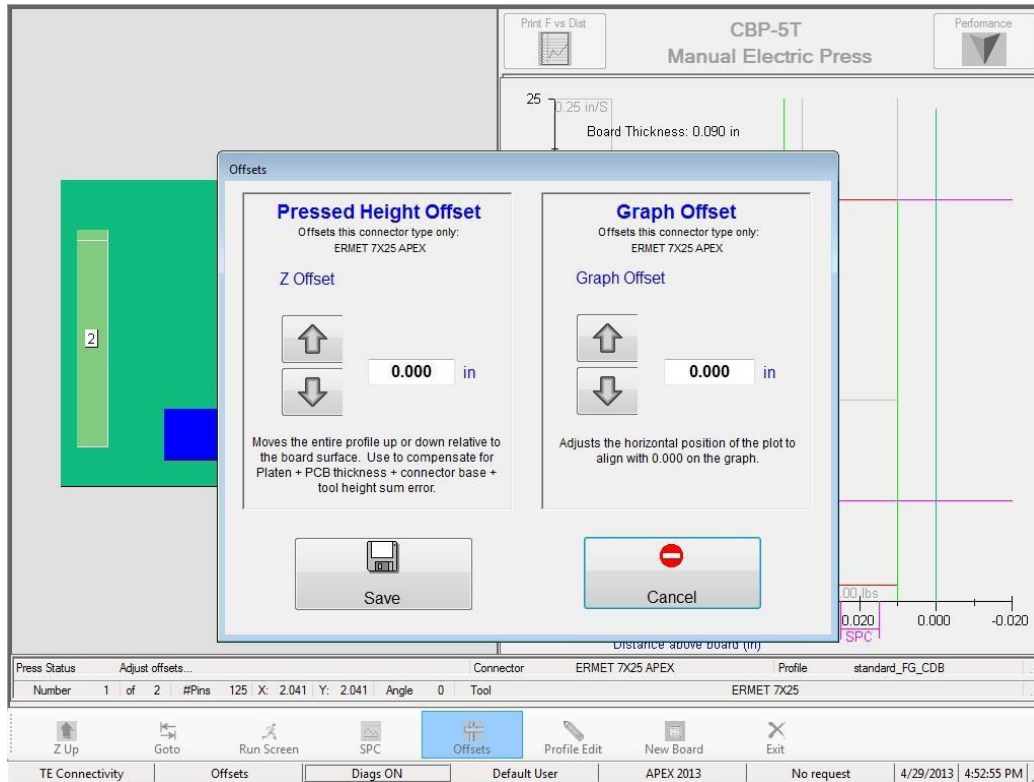 Print F vs Dist
CBP-5T
Manual Electric Press
Perfomance
25
0.25 in/S
Board Thickness: 0.090 in
Offsets
Pressed Height Offset
Offsets this connector type only:
ERMET 7X25 APEX
Z Offset
0.000 in
Moves the entire profile up or down relative to
the board surface. Use to compensate for
Platen + PCB thickness + connector base +
tool height sum error.
Graph Offset
Offsets this connector type only:
ERMET 7X25 APEX
Graph Offset
0.000 in
Adjusts the horizontal position of the plot to
align with 0.000 on the graph.
Save
Cancel
2
.00 lbs
0.020 0.000 -0.020
SPC
Distance above board (in)
Press Status Adjust offsets... Connector ERMET 7X25 APEX Profile standard_FG_CDB
Number 1 of 2 #Pins 125 X: 2.041 Y: 2.041 Angle 0 Tool ERMET 7X25
Z Up Goto Run Screen SPC Offsets Profile Edit New Board Exit
TE Connectivity Offsets Diags ON Default User APEX 2013 No request 4/29/2013 4:52:55 PM